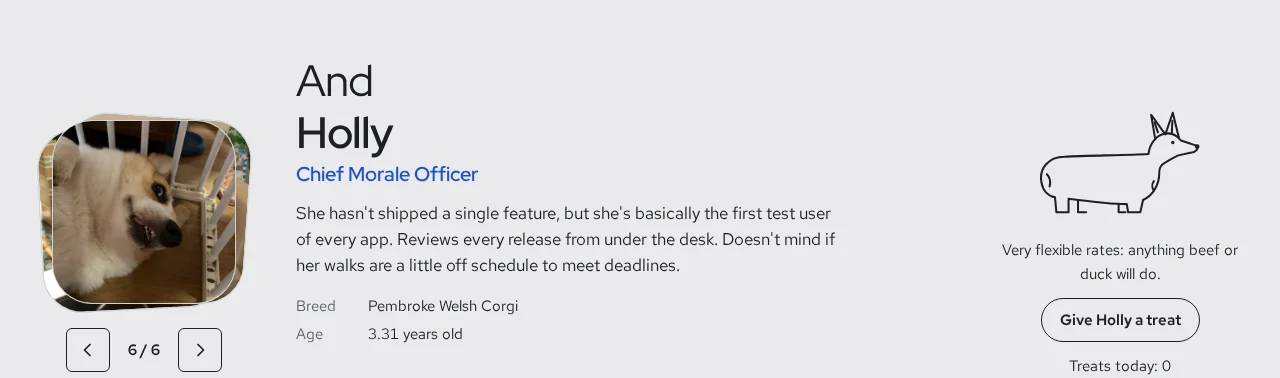 And
Holly
Chief Morale Officer
She hasn't shipped a single feature, but she's basically the first test user
of every app. Reviews every release from under the desk. Doesn't mind if
her walks are a little off schedule to meet deadlines.
Breed Pembroke Welsh Corgi
Age 3.31 years old
6 / 6
Very flexible rates: anything beef or
duck will do.
Give Holly a treat
Treats today: 0